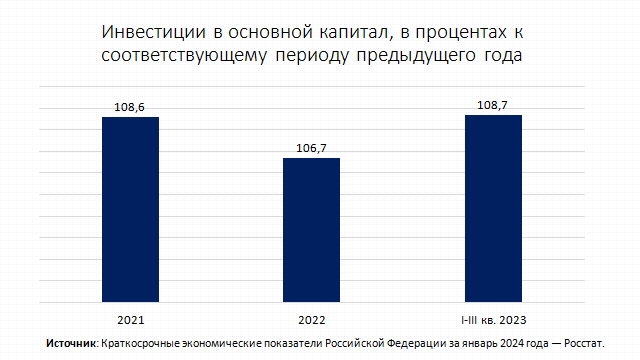 Инвестиции в основной капитал, в процентах к
соответствующему периоду предыдущего года
108,6
106,7
108,7
2021
2022
I-III кв. 2023
Источник: Краткосрочные экономические показатели Российской Федерации за январь 2024 года — Росстат.